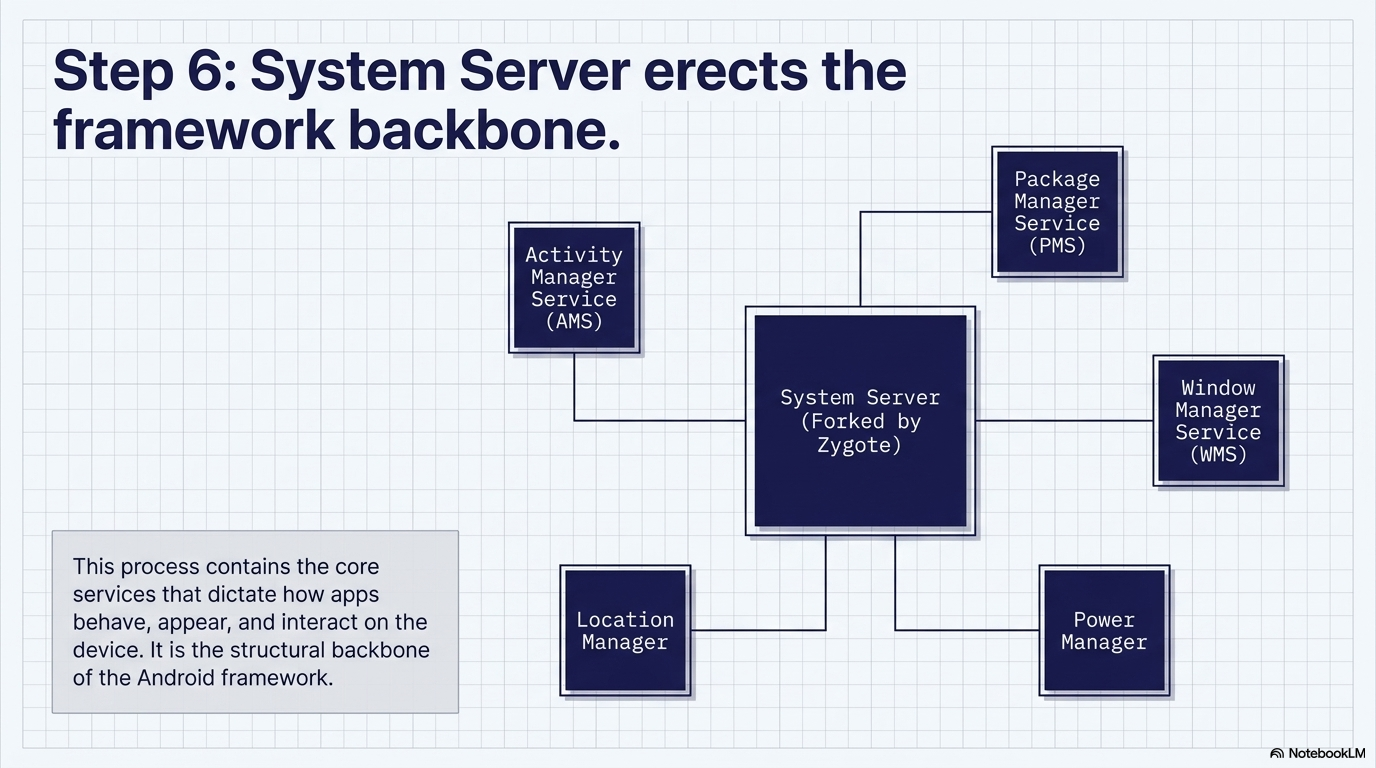 Step 6: System Server erects the
framework backbone.
Package
Manager
Service
(PMS)
Activity
Manager
Service
(AMS)
System Server
(Forked by
Zygote)
Window
Manager
Service
(WMS)
This process contains the core
services that dictate how apps
behave, appear, and interact on the
device. It is the structural backbone
of the Android framework.
Location
Manager
Power
Manager
NotebookLM